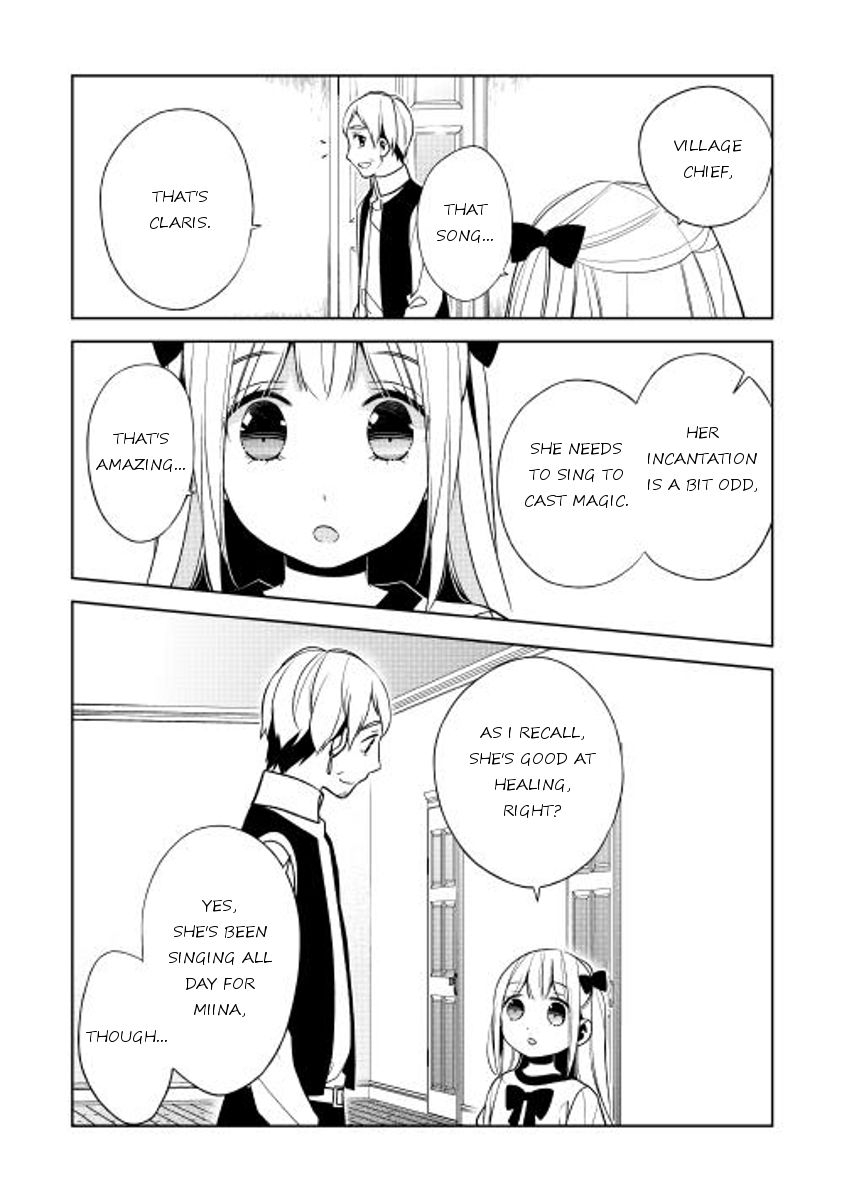 VILLAGE
CHIEF,
THAT
SONG...
THAT'S
CLARIS.
HER
INCANTATION
IS A BIT ODD,
SHE NEEDS
TO SING TO
CAST MAGIC.
THAT'S
AMAZING...
AS I RECALL,
SHE'S GOOD AT
HEALING,
RIGHT?
YES,
SHE'S BEEN
SINGING ALL
DAY FOR
MIINA,
THOUGH...